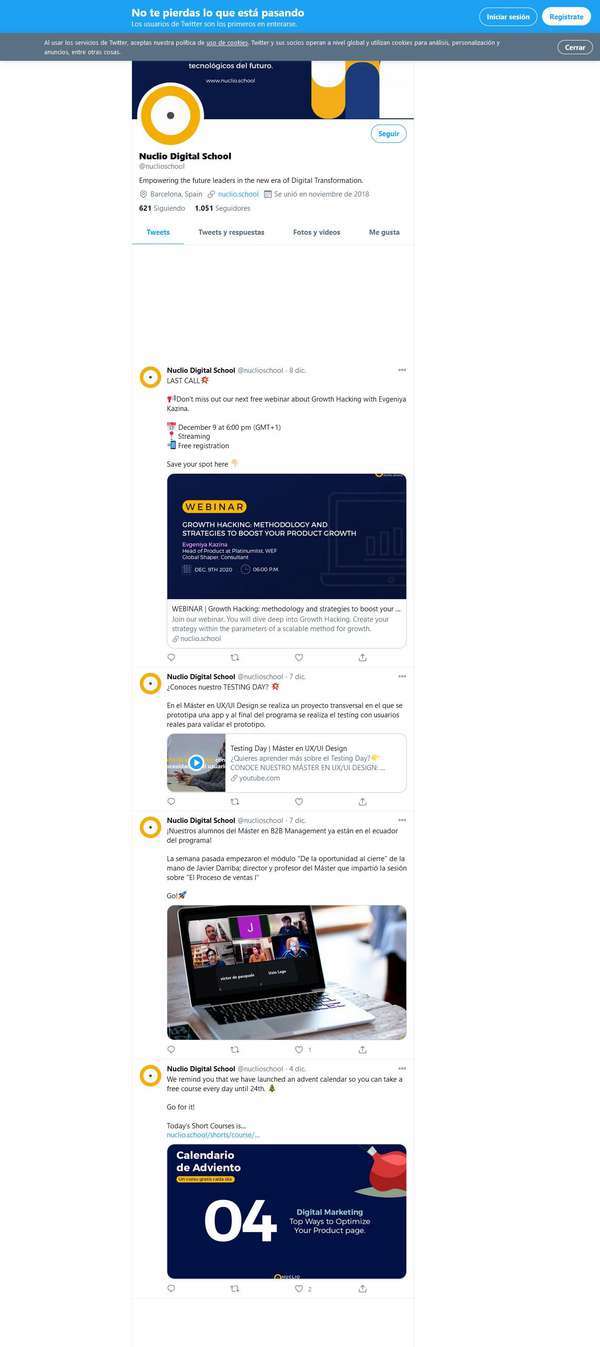 No te pierdas lo que está pasando
Los usuarios de Twitter son los primeros en enterarse.
Iniciar sesión
Regístrate
Al usar los servicios de Twitter, aceptas nuestra política de uso de cookies. Twitter y sus socios operan a nivel global y utilizan cookies para análisis, personalización y
anuncios, entre otras cosas.
Cerrar
tecnológicos del futuro.
www.nuclio.school
Seguir
Nuclio Digital School
@nuclioschool
Empowering the future leaders in the new era of Digital Transformation.
Barcelona, Spain nuclio.school Se unió en noviembre de 2018
621 Siguiendo 1.051 Seguidores
Tweets Tweets y respuestas Fotos y vídeos Me gusta
Nuclio Digital School @nuclioschool · 8 dic.
LAST CALL💥
📢Don't miss out our next free webinar about Growth Hacking with Evgeniya
Kazina.
📅 December 9 at 6:00 pm (GMT+1)
📍 Streaming
📲 Free registration
Save your spot here 👇🏻
WEBINAR
GROWTH HACKING: METHODOLOGY AND
STRATEGIES TO BOOST YOUR PRODUCT GROWTH
Evgeniya Kazina
Head of Product at Platinumlist, WEF
Global Shaper, Consultant
DEC. 9TH 2020 06:00 P.M.
WEBINAR | Growth Hacking: methodology and strategies to boost your ...
Join our webinar. You will dive deep into Growth Hacking. Create your
strategy within the parameters of a scalable method for growth.
nuclio.school
Nuclio Digital School @nuclioschool · 7 dic.
¿Conoces nuestro TESTING DAY? 💥
En el Máster en UX/UI Design se realiza un proyecto transversal en el que se
prototipa una app y al final del programa se realiza el testing con usuarios
reales para validar el prototipo.
Testing Day | Máster en UX/UI Design
¿Quieres aprender más sobre el Testing Day?👉
CONOCE NUESTRO MÁSTER EN UX/UI DESIGN: ...
youtube.com
Nuclio Digital School @nuclioschool · 7 dic.
¡Nuestros alumnos del Máster en B2B Management ya están en el ecuador
del programa!
La semana pasada empezaron el módulo "De la oportunidad al cierre" de la
mano de Javier Darriba; director y profesor del Máster que impartió la sesión
sobre "El Proceso de ventas I"
Go!🚀
J
1
Nuclio Digital School @nuclioschool · 4 dic.
We remind you that we have launched an advent calendar so you can take a
free course every day until 24th. 🎄
Go for it!
Today's Short Courses is...
nuclio.school/shorts/course/...
Calendario
de Adviento
Un curso gratis cada día
04
Digital Marketing
Top Ways to Optimize
Your Product page.
NUCLIO
2